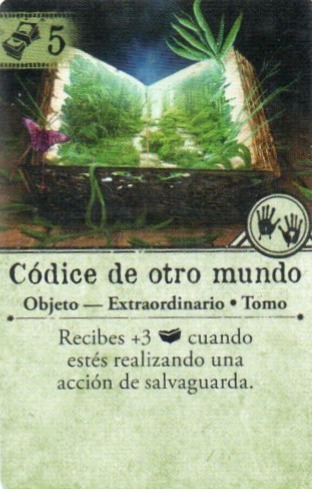 5
Códice de otro mundo
Objeto — Extraordinario • Tomo
Recibes +3 cuando
estés realizando una
acción de salvaguarda.